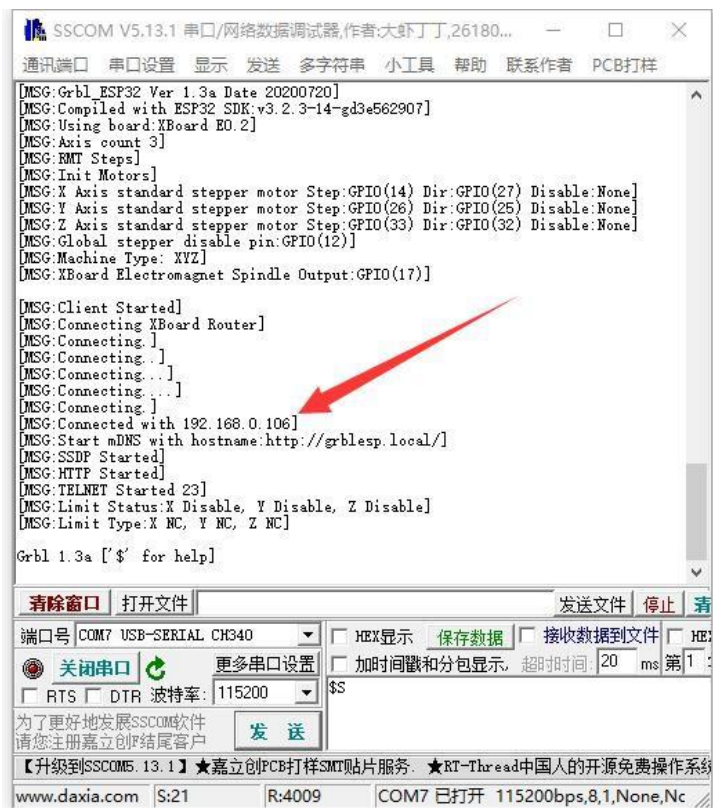 SSCOM V5.13.1 串口/网络数据调试器,作者:大虾丁丁,26180...
通讯端口 串口设置 显示 发送 多字符串 小工具 帮助 联系作者 PCB打样
[MSG:Grbl_ESP32 Ver 1.3a Date 20200720]
[MSG:Compiled with ESP32 SDK:v3.2.3-14-gd3e562907]
[MSG:Using board:XBoard E0.2]
[MSG:Axis count 3]
[MSG:RMT Steps]
[MSG:Init Motors]
[MSG:X Axis standard stepper motor Step:GPIO(14) Dir:GPIO(27) Disable:None]
[MSG:Y Axis standard stepper motor Step:GPIO(26) Dir:GPIO(25) Disable:None]
[MSG:Z Axis standard stepper motor Step:GPIO(33) Dir:GPIO(32) Disable:None]
[MSG:Global stepper disable pin:GPIO(12)]
[MSG:Machine Type: XYZ]
[MSG:XBoard Electromagnet Spindle Output:GPIO(17)]
[MSG:Client Started]
[MSG:Connecting XBoard Router]
[MSG:Connecting.]
[MSG:Connecting..]
[MSG:Connecting...]
[MSG:Connecting....]
[MSG:Connecting.]
[MSG:Connected with 192.168.0.106]
[MSG:Start mDNS with hostname:http://grblesp.local/]
[MSG:SSDP Started]
[MSG:HTTP Started]
[MSG:TELNET Started 23]
[MSG:Limit Status:X Disable, Y Disable, Z Disable]
[MSG:Limit Type:X NC, Y NC, Z NC]
Grbl 1.3a ['$' for help]
清除窗口 打开文件 发送文件 停止 清
端口号 COM7 USB-SERIAL CH340 HEX显示 保存数据 接收数据到文件 HE
关闭串口 更多串口设置 加时间戳和分包显示, 超时时间: 20 ms 第1
RTS DTR 波特率: 115200 $S
为了更好地发展SSCOM软件
请您注册嘉立创F结尾客户 发 送
【升级到SSCOM5.13.1】★嘉立创PCB打样SMT贴片服务. ★RT-Thread中国人的开源免费操作系统
www.daxia.com S:21 R:4009 COM7 已打开 115200bps,8,1,None,Nc